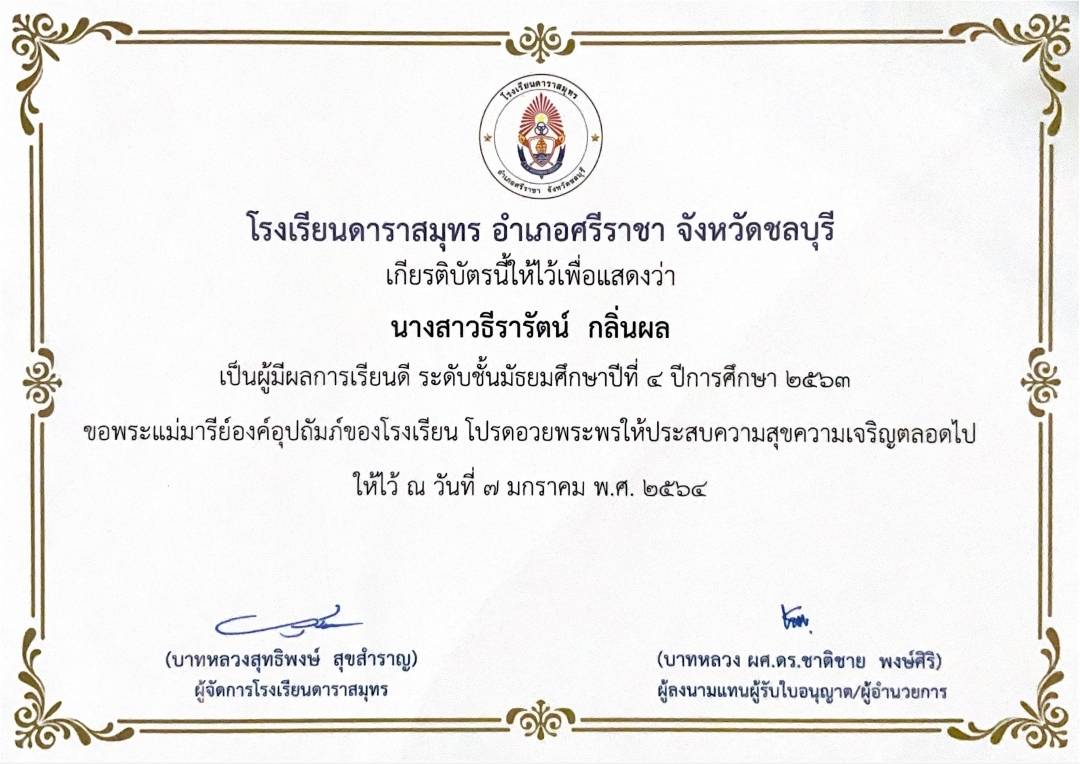 โรงเรียนดาราสมุทร
อำเภอศรีราชา จังหวัดชลบุรี
โรงเรียนดาราสมุทร อำเภอศรีราชา จังหวัดชลบุรี
เกียรติบัตรนี้ให้ไว้เพื่อแสดงว่า
นางสาวธีรารัตน์ กลิ่นผล
เป็นผู้มีผลการเรียนดี ระดับชั้นมัธยมศึกษาปีที่ ๔ ปีการศึกษา ๒๕๖๓
ขอพระแม่มารีย์องค์อุปถัมภ์ของโรงเรียน โปรดอวยพระพรให้ประสบความสุขความเจริญตลอดไป
ให้ไว้ ณ วันที่ ๗ มกราคม พ.ศ. ๒๕๖๔
(บาทหลวงสุทธิพงษ์ สุขสำราญ)
ผู้จัดการโรงเรียนดาราสมุทร
(บาทหลวง ผศ.ดร.ชาติชาย พงษ์ศิริ)
ผู้ลงนามแทนผู้รับใบอนุญาต/ผู้อำนวยการ